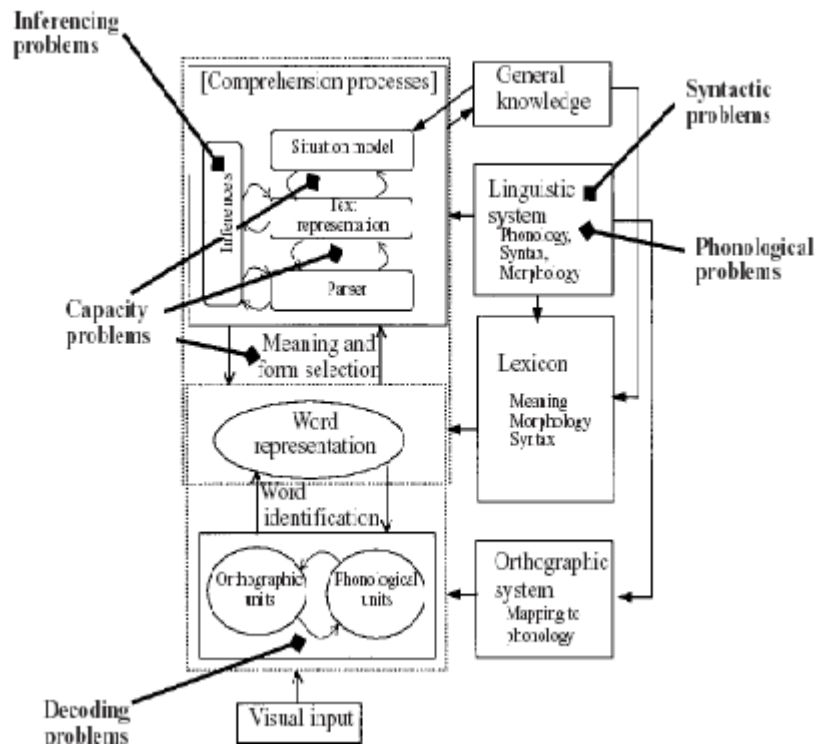 Inferencing
problems
[Comprehension processes]
General
knowledge
Syntactic
problems
Situation model
Inferences
Text
representation
Parser
Linguistic
system
Phonology,
Syntax,
Morphology
Phonological
problems
Capacity
problems
Meaning and
form selection
Lexicon
Meaning
Morphology
Syntax
Word
representation
Word
identification
Orthographic
units
Phonological
units
Orthographic
system
Mapping to
phonology
Decoding
problems
Visual input